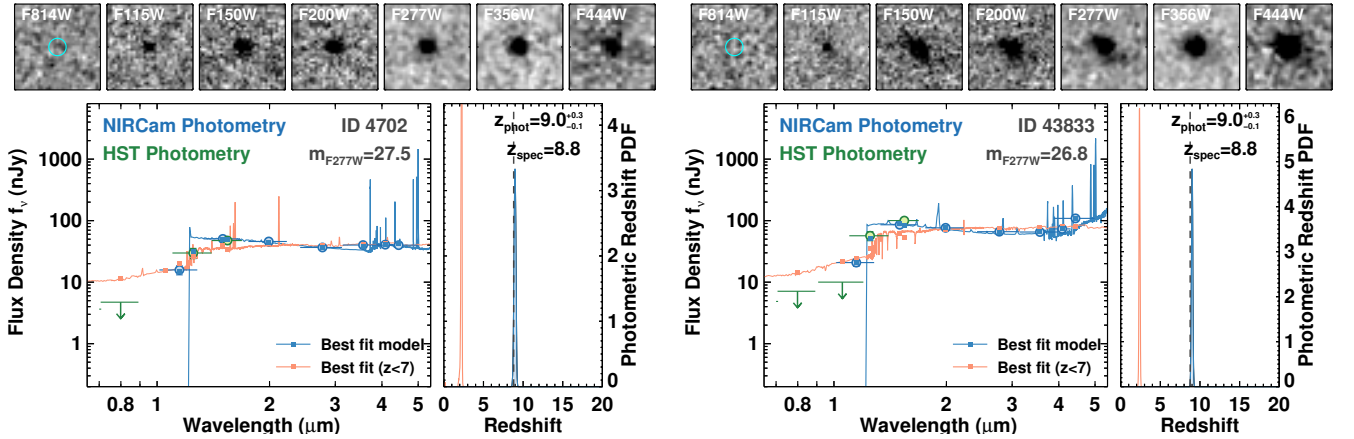 F814W F115W F150W F200W F277W F356W F444W
NIRCam Photometry ID 4702
HST Photometry m_F277W=27.5
z_phot=9.0 +0.3 -0.1
z_spec=8.8
Flux Density f_ν (nJy)
1000
100
10
1
Best fit model
Best fit (z<7)
0.8 1 2 3 4 5
Wavelength (μm)
4
3
2
1
0
Photometric Redshift PDF
0 5 10 15 20
Redshift
F814W F115W F150W F200W F277W F356W F444W
NIRCam Photometry ID 43833
HST Photometry m_F277W=26.8
z_phot=9.0 +0.3 -0.1
z_spec=8.8
Flux Density f_ν (nJy)
1000
100
10
1
Best fit model
Best fit (z<7)
0.8 1 2 3 4 5
Wavelength (μm)
6
5
4
3
2
1
0
Photometric Redshift PDF
0 5 10 15 20
Redshift